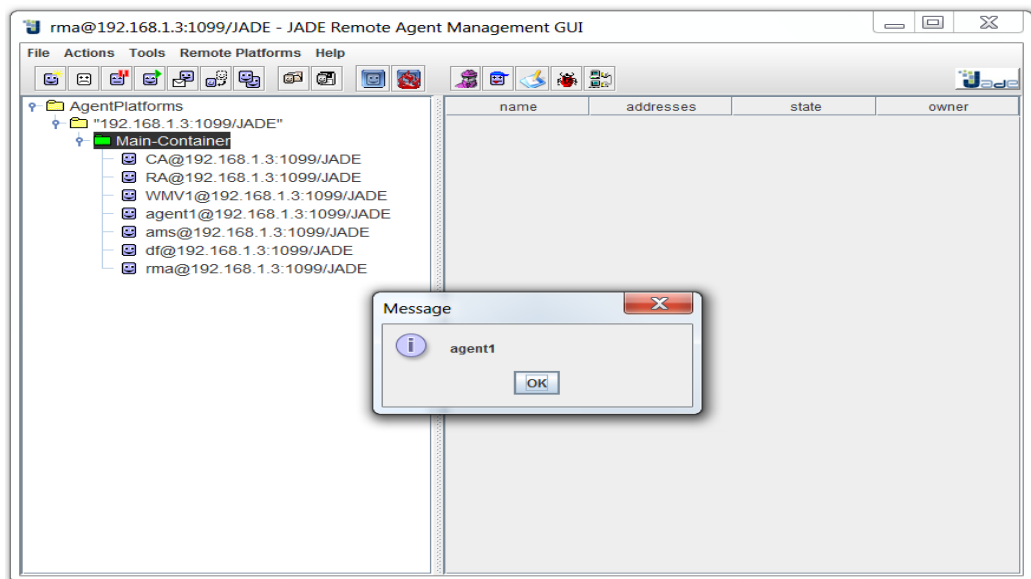 rma@192.168.1.3:1099/JADE - JADE Remote Agent Management GUI
File Actions Tools Remote Platforms Help
Jade
AgentPlatforms
"192.168.1.3:1099/JADE"
Main-Container
CA@192.168.1.3:1099/JADE
RA@192.168.1.3:1099/JADE
WMV1@192.168.1.3:1099/JADE
agent1@192.168.1.3:1099/JADE
ams@192.168.1.3:1099/JADE
df@192.168.1.3:1099/JADE
rma@192.168.1.3:1099/JADE
name addresses state owner
Message
i
agent1
OK